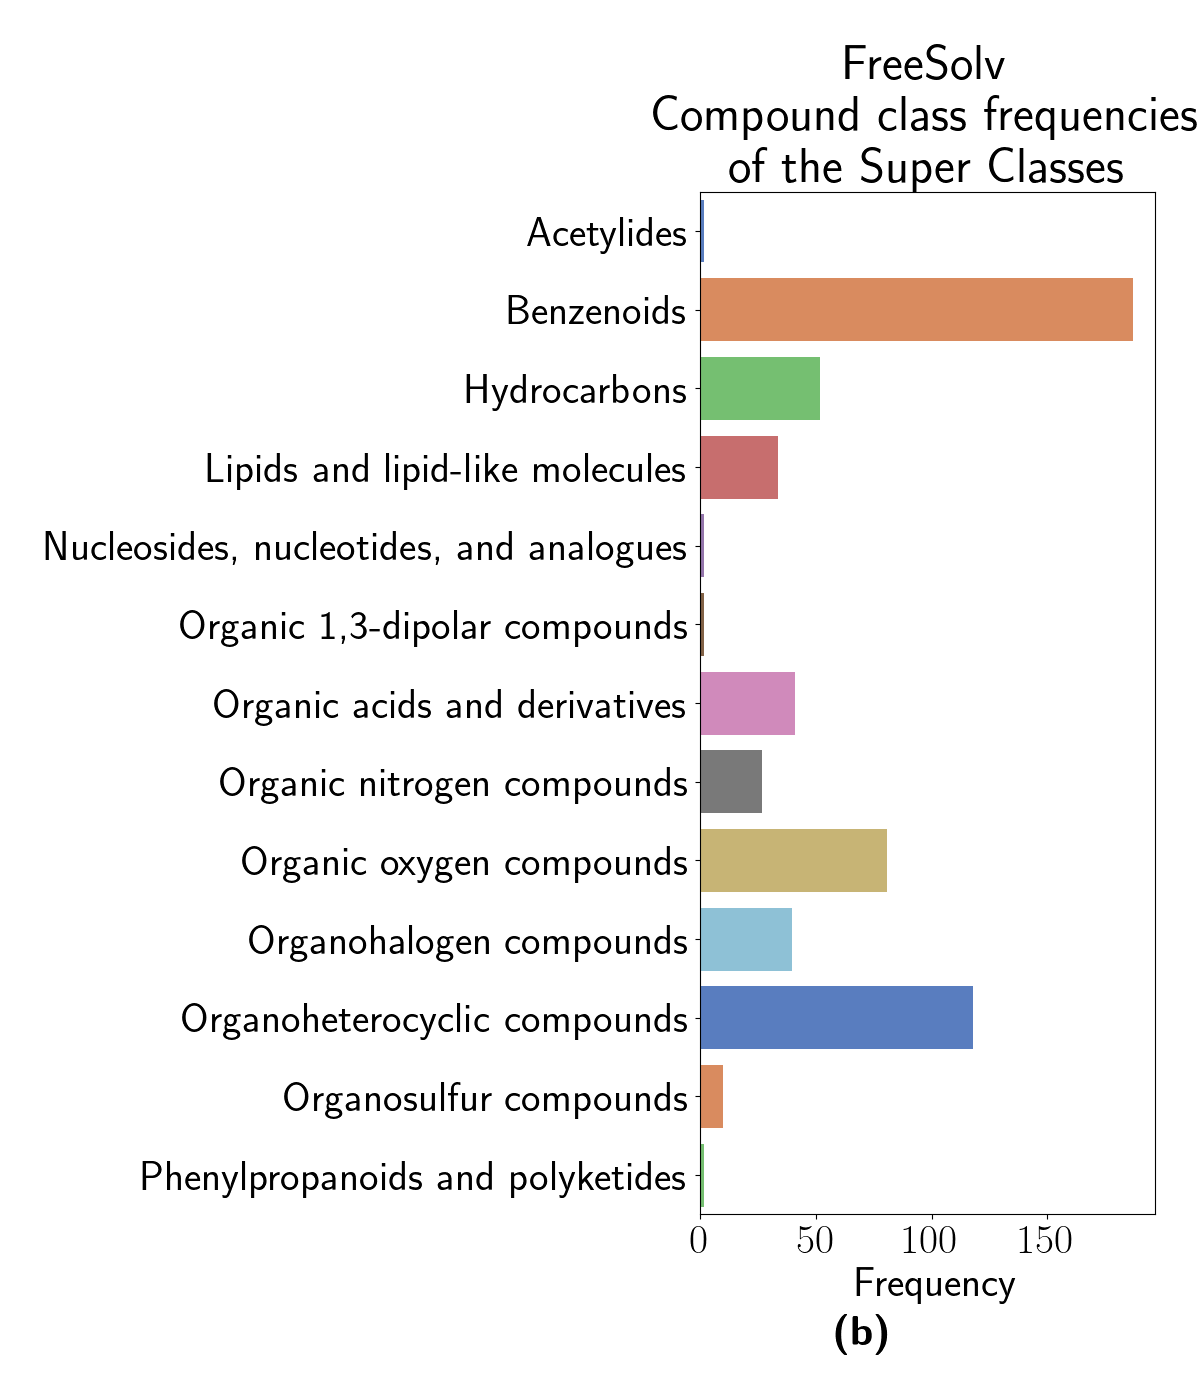 FreeSolv
Compound class frequencies
of the Super Classes
Acetylides
Benzenoids
Hydrocarbons
Lipids and lipid-like molecules
Nucleosides, nucleotides, and analogues
Organic 1,3-dipolar compounds
Organic acids and derivatives
Organic nitrogen compounds
Organic oxygen compounds
Organohalogen compounds
Organoheterocyclic compounds
Organosulfur compounds
Phenylpropanoids and polyketides
0 50 100 150
Frequency
(b)